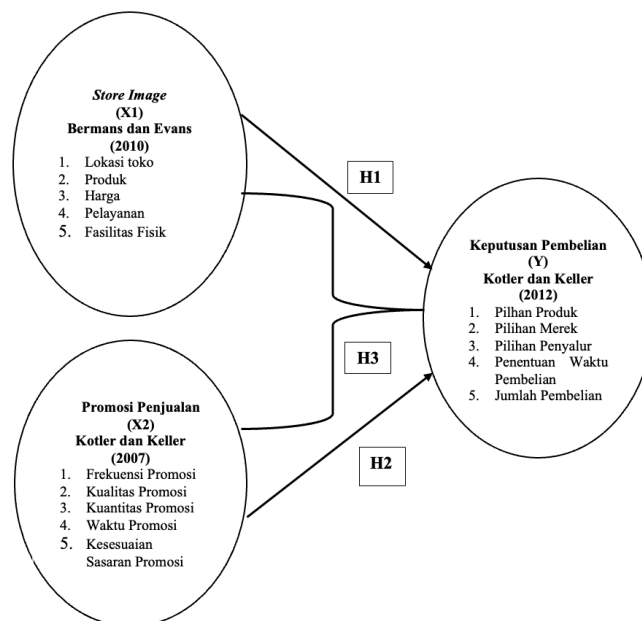 Store Image
(X1)
Bermans dan Evans
(2010)
1. Lokasi toko
2. Produk
3. Harga
4. Pelayanan
5. Fasilitas Fisik
H1
Keputusan Pembelian
(Y)
Kotler dan Keller
(2012)
1. Pilhan Produk
2. Pilihan Merek
3. Pilihan Penyalur
4. Penentuan Waktu
Pembelian
5. Jumlah Pembelian
H3
Promosi Penjualan
(X2)
Kotler dan Keller
(2007)
1. Frekuensi Promosi
2. Kualitas Promosi
3. Kuantitas Promosi
4. Waktu Promosi
5. Kesesuaian
Sasaran Promosi
H2